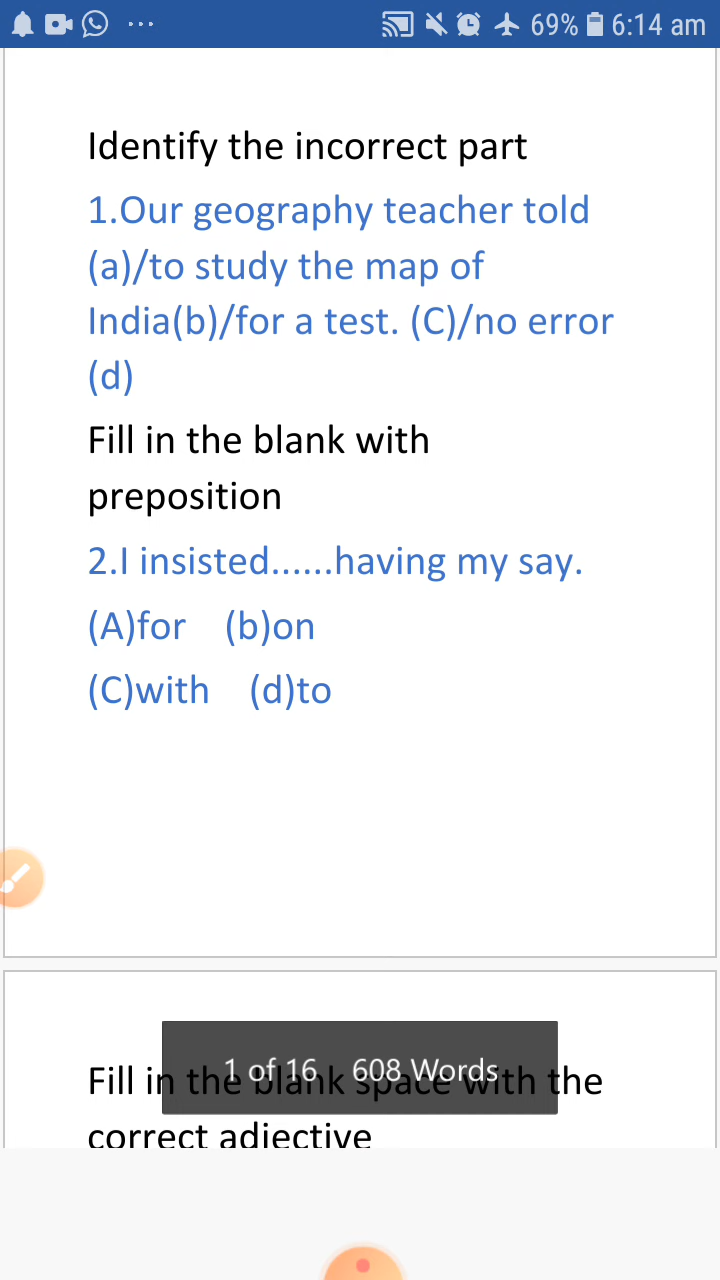 69% 6:14 am
Identify the incorrect part
1.Our geography teacher told
(a)/to study the map of
India(b)/for a test. (C)/no error
(d)
Fill in the blank with
preposition
2.I insisted......having my say.
(A)for (b)on
(C)with (d)to
1 of 16 608 Words
Fill in the blank space with the
correct adjective